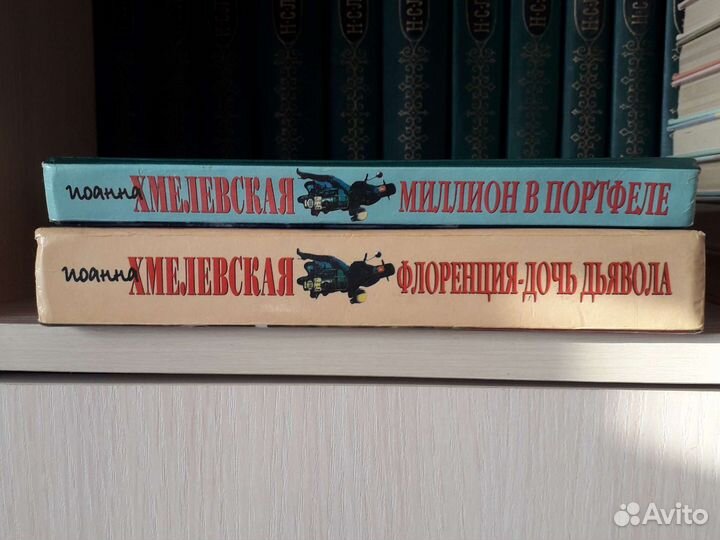 Н·С·Л
Н·С·Л
Н·С·Л
Н·С
Н·С
Н·С
Н·С
иоанна ХМЕЛЕВСКАЯ МИЛЛИОН В ПОРТФЕЛЕ
иоанна ХМЕЛЕВСКАЯ ФЛОРЕНЦИЯ-ДОЧЬ ДЬЯВОЛА
Avito